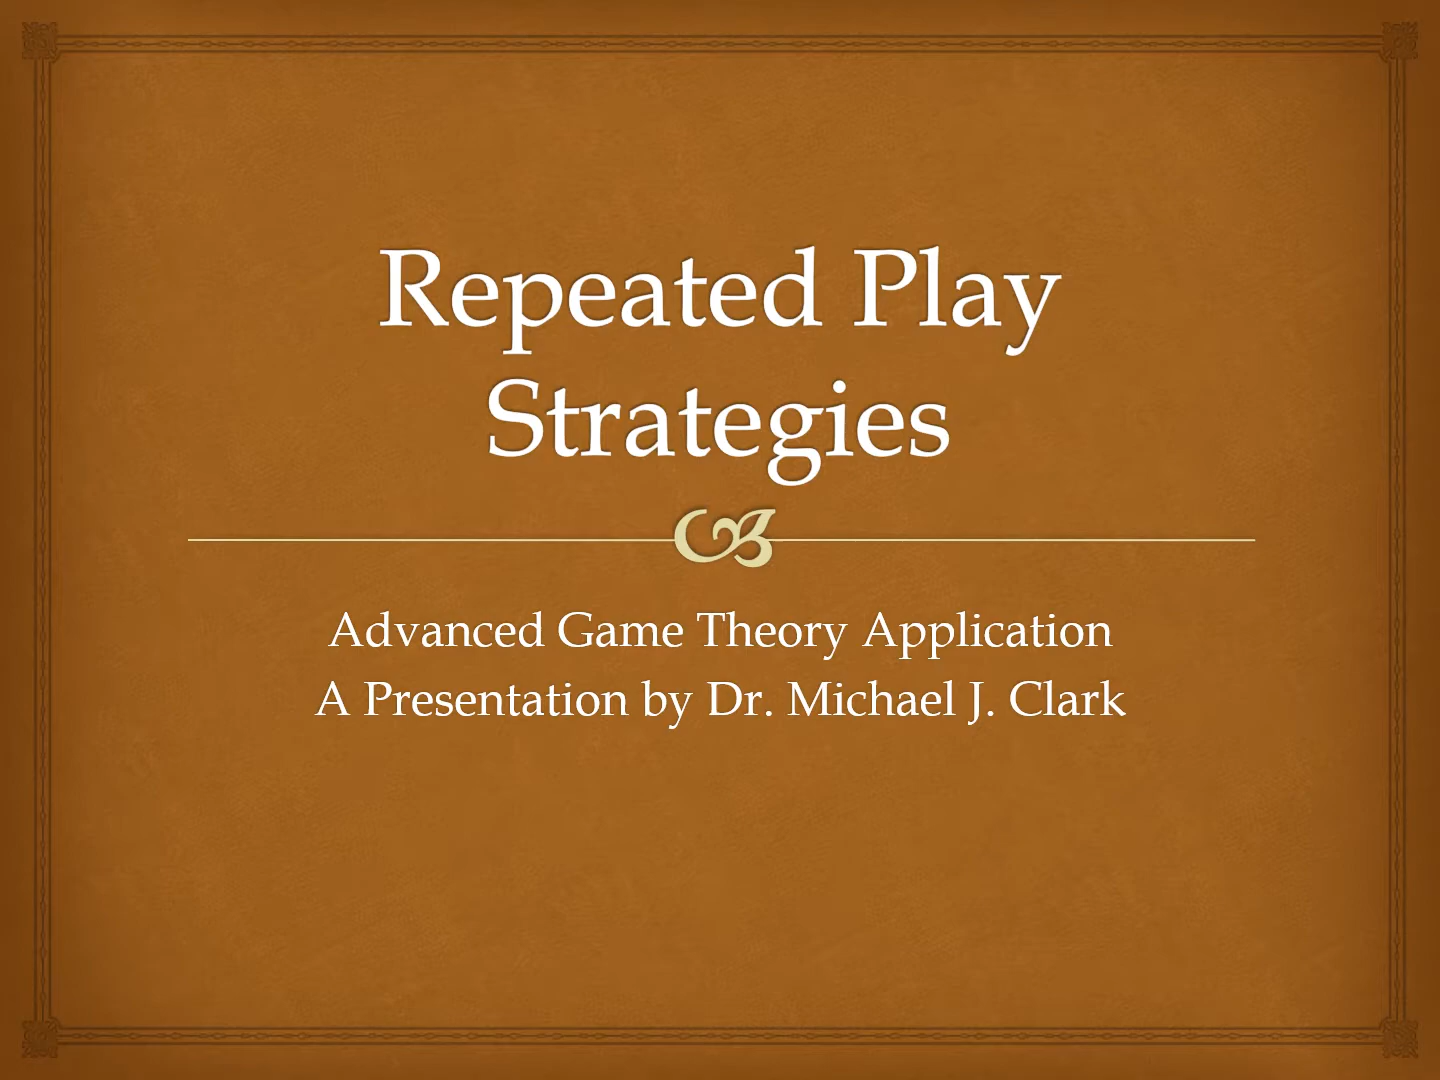 Repeated Play
Strategies
Advanced Game Theory Application
A Presentation by Dr. Michael J. Clark